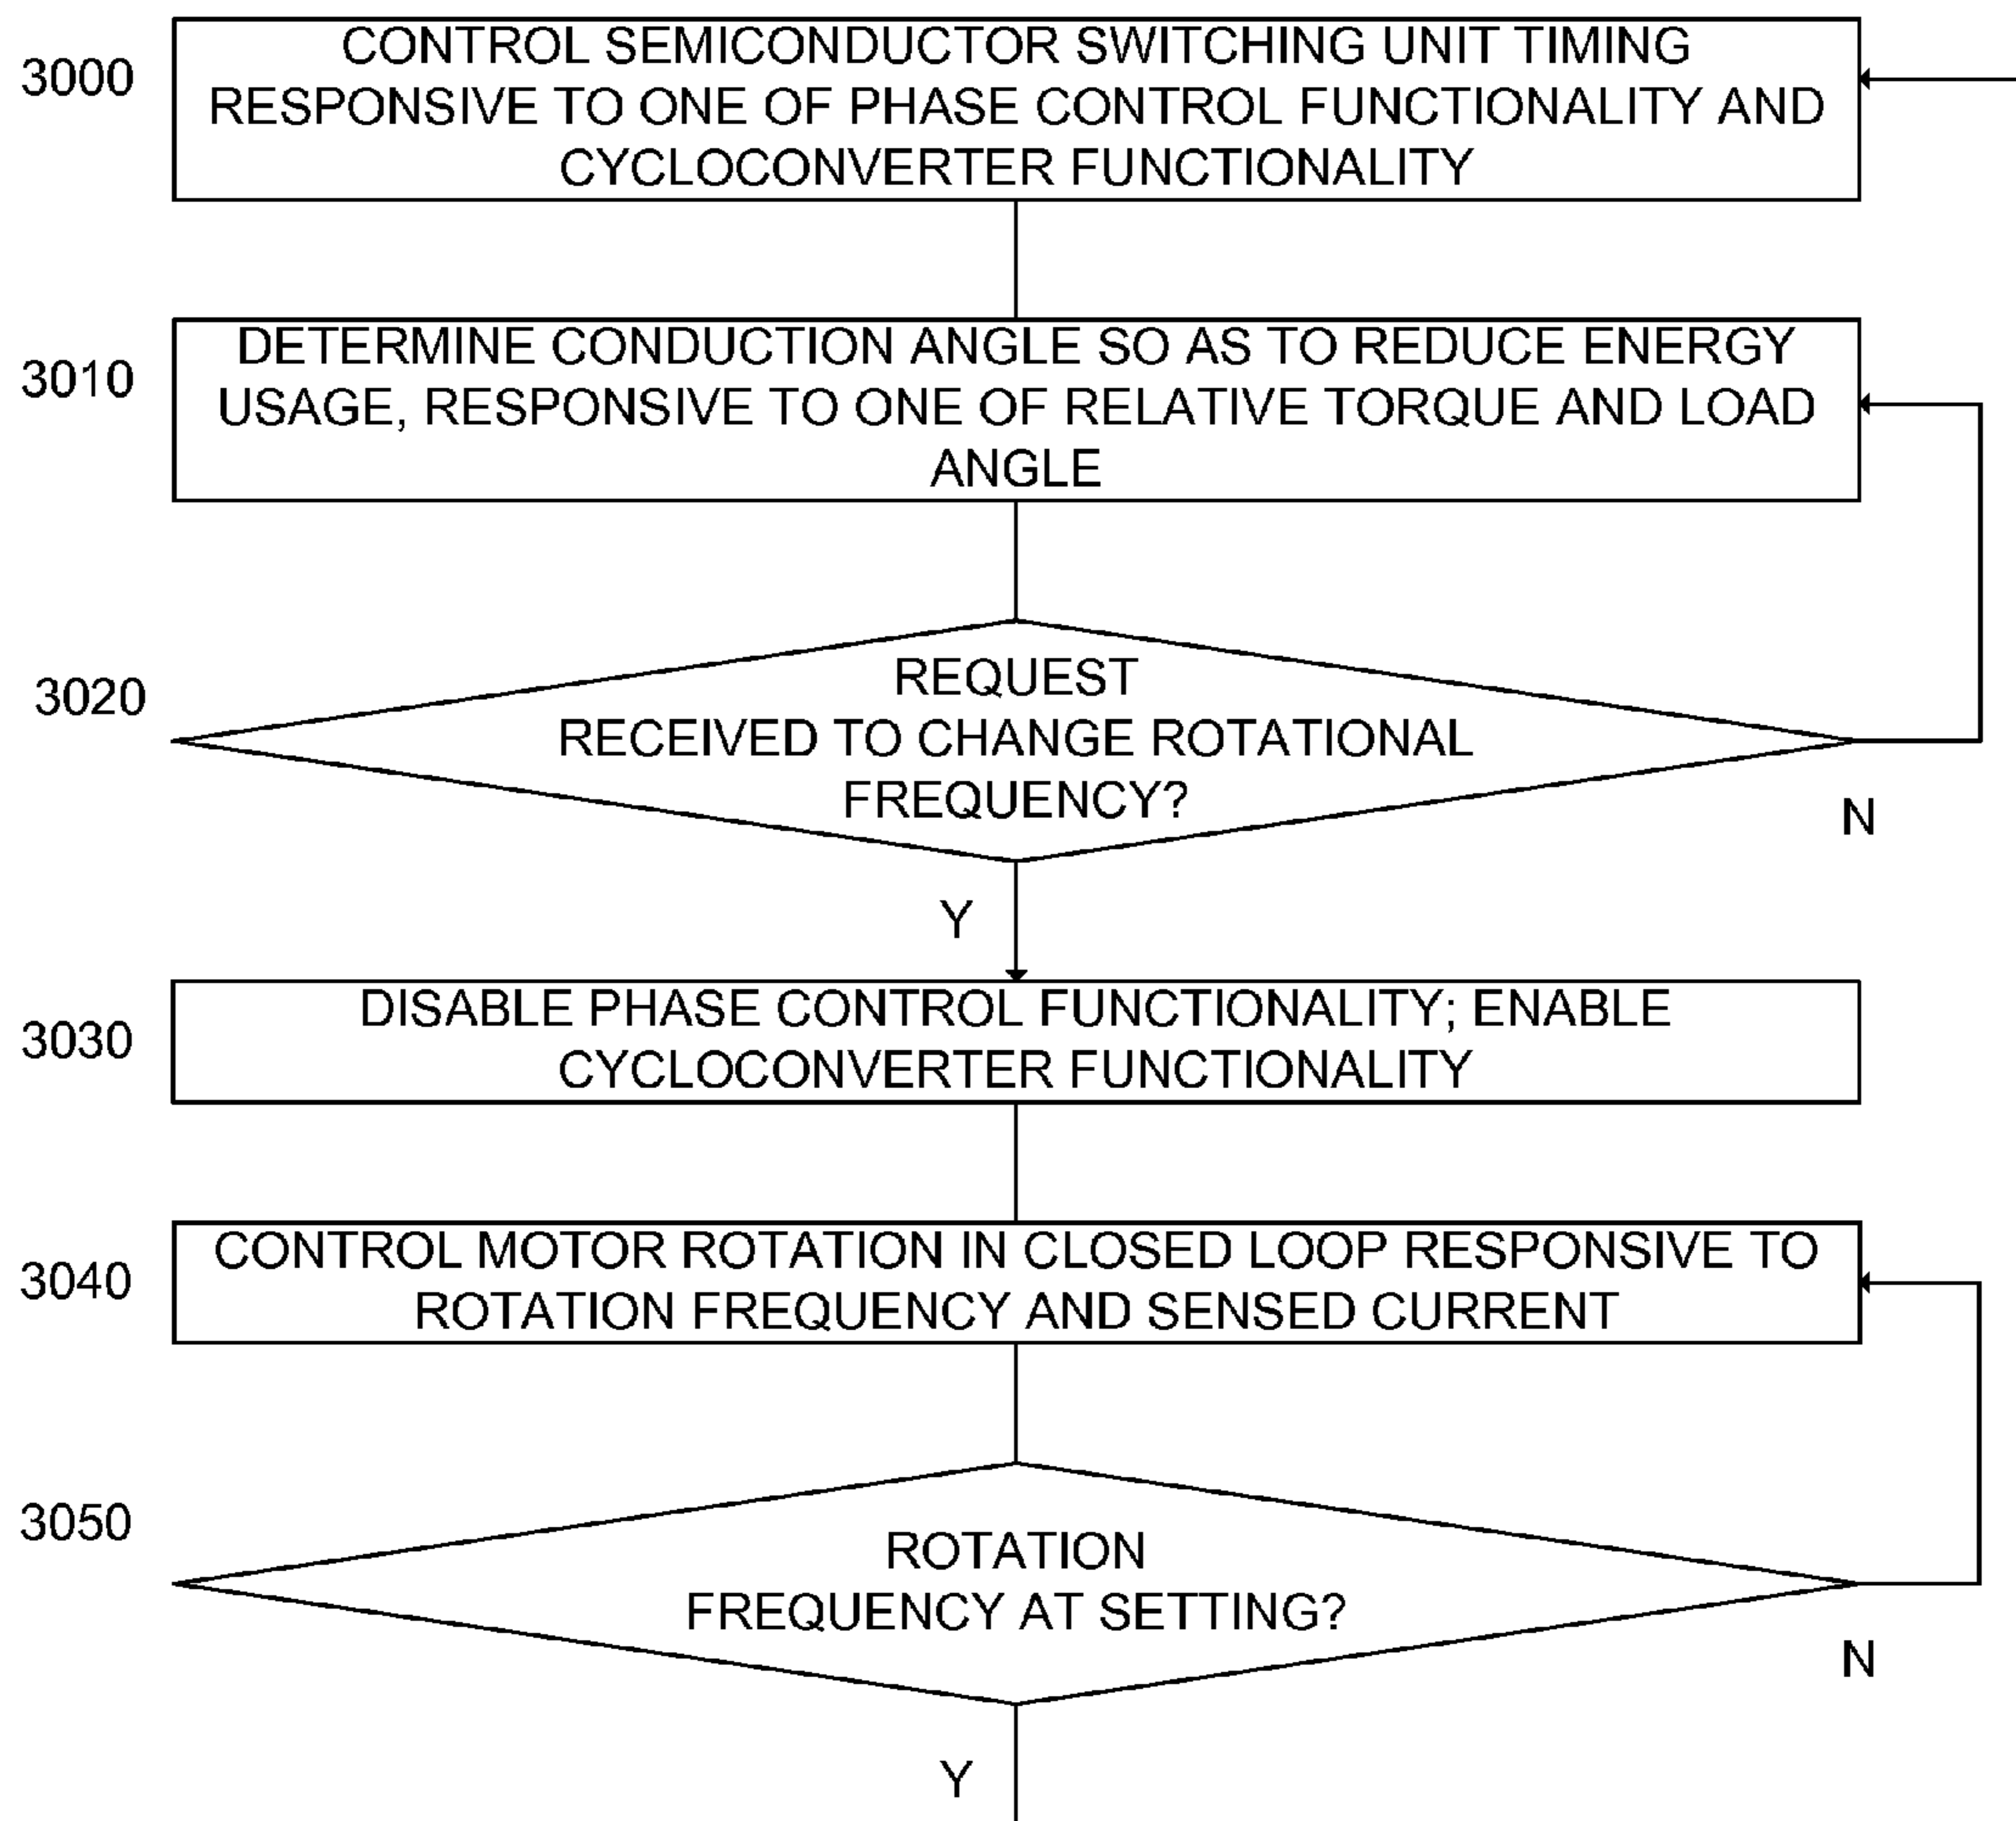 3000
CONTROL SEMICONDUCTOR SWITCHING UNIT TIMING
RESPONSIVE TO ONE OF PHASE CONTROL FUNCTIONALITY AND
CYCLOCONVERTER FUNCTIONALITY
3010
DETERMINE CONDUCTION ANGLE SO AS TO REDUCE ENERGY
USAGE, RESPONSIVE TO ONE OF RELATIVE TORQUE AND LOAD
ANGLE
3020
REQUEST
RECEIVED TO CHANGE ROTATIONAL
FREQUENCY?
N
Y
3030
DISABLE PHASE CONTROL FUNCTIONALITY; ENABLE
CYCLOCONVERTER FUNCTIONALITY
3040
CONTROL MOTOR ROTATION IN CLOSED LOOP RESPONSIVE TO
ROTATION FREQUENCY AND SENSED CURRENT
3050
ROTATION
FREQUENCY AT SETTING?
N
Y